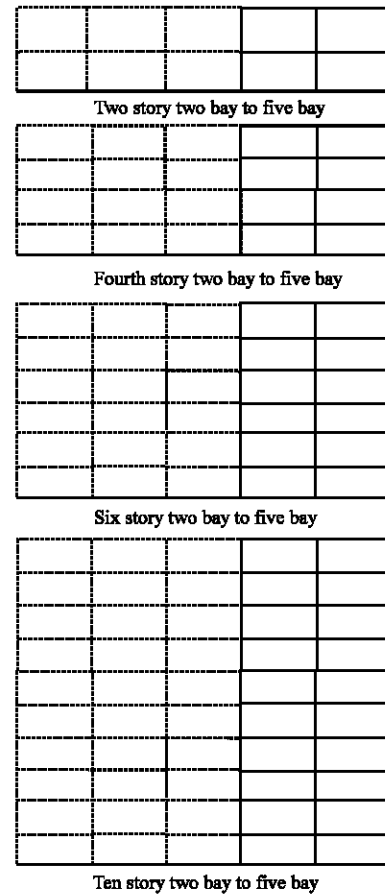 Two story two bay to five bay
Fourth story two bay to five bay
Six story two bay to five bay
Ten story two bay to five bay